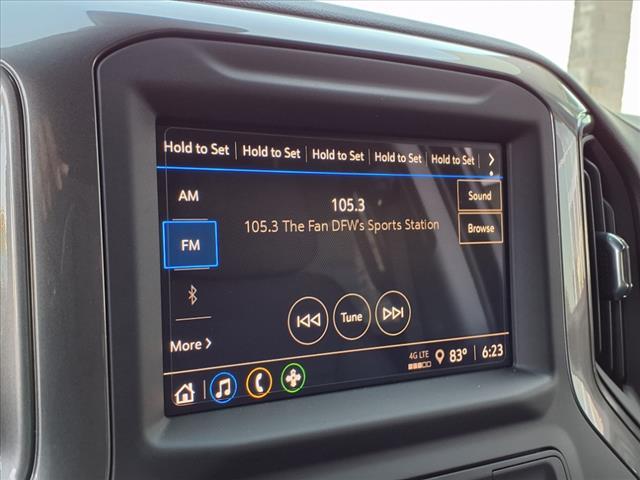 Hold to Set Hold to Set Hold to Set Hold to Set Hold to Set >
AM
105.3
Sound
FM
105.3 The Fan DFW's Sports Station
Browse
Tune
More >
4G LTE 83° 6:23